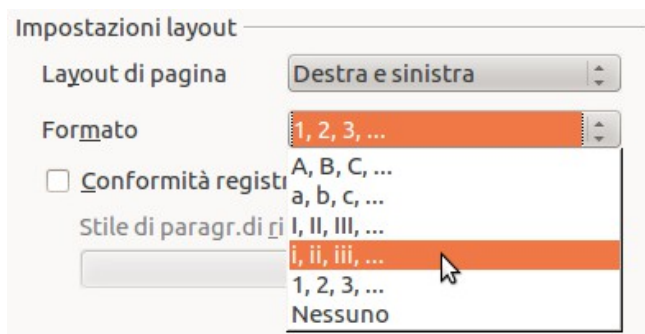 Impostazioni layout
Layout di pagina Destra e sinistra
Formato 1, 2, 3, ...
A, B, C, ...
Conformità regist
a, b, c, ...
Stile di paragr.di ri I, II, III, ...
i, ii, iii, ...
1, 2, 3, ...
Nessuno